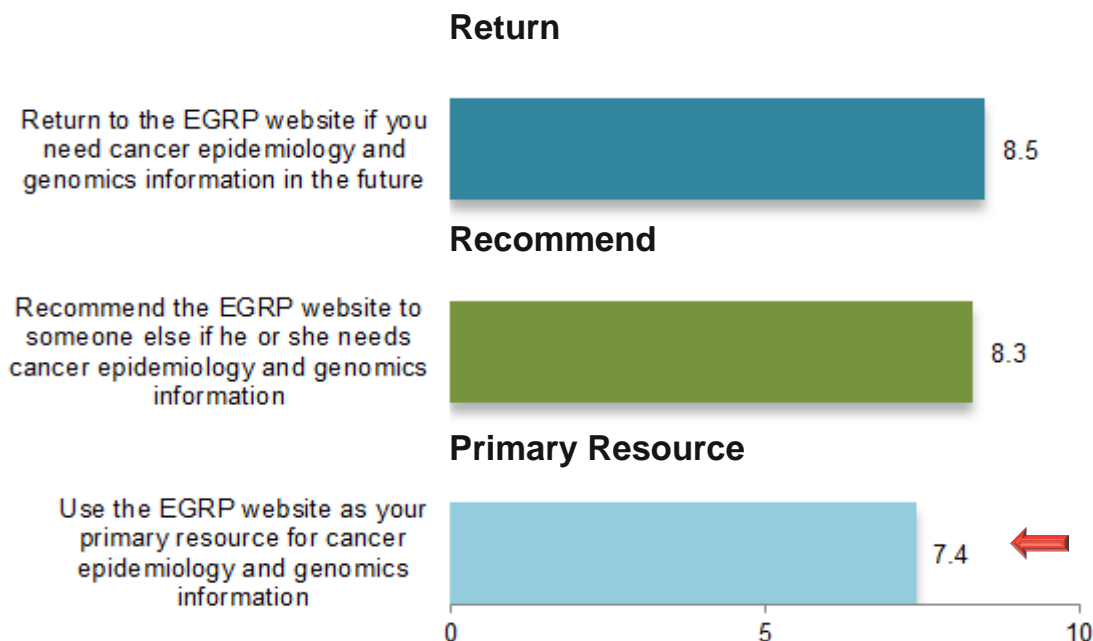 Return
Return to the EGRP website if you
need cancer epidemiology and
genomics information in the future
8.5
Recommend
Recommend the EGRP website to
someone else if he or she needs
cancer epidemiology and genomics
information
8.3
Primary Resource
Use the EGRP website as your
primary resource for cancer
epidemiology and genomics
information
7.4
0 5 10